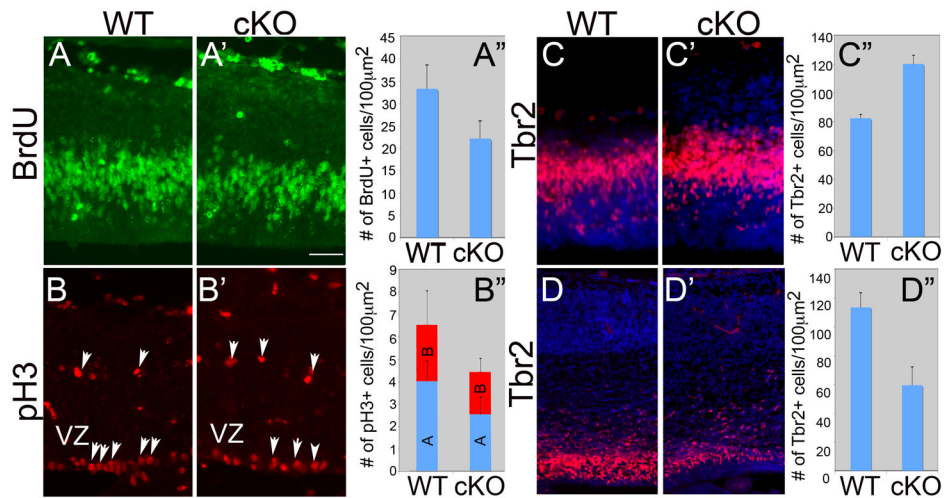 WT
cKO
BrdU
A
A’
A”
# of BrdU+ cells/100μm2
45
40
35
30
25
20
15
10
5
0
WT cKO
Tbr2
C
C’
C”
# of Tbr2+ cells/100μm2
140
120
100
80
60
40
20
0
WT cKO
pH3
B
VZ
B’
VZ
B”
# of pH3+ cells/100μm2
9
8
7
6
5
4
3
2
1
0
B
A
B
A
WT cKO
Tbr2
D
D’
D”
# of Tbr2+ cells/100μm2
140
120
100
80
60
40
20
0
WT cKO